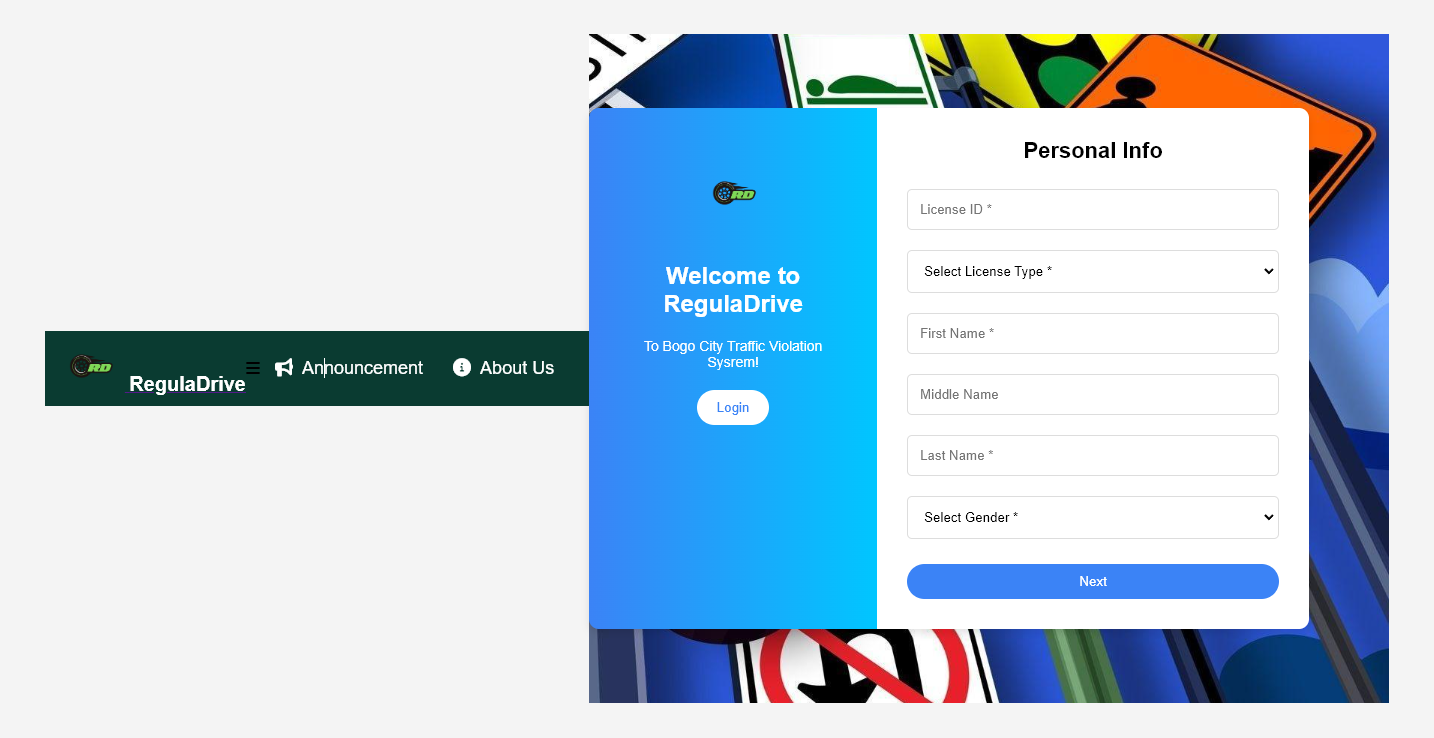 RD
RegulaDrive
Announcement
About Us
RD
Welcome to
RegulaDrive
To Bogo City Traffic Violation
Sysrem!
Login
Personal Info
License ID *
Select License Type *
First Name *
Middle Name
Last Name *
Select Gender *
Next